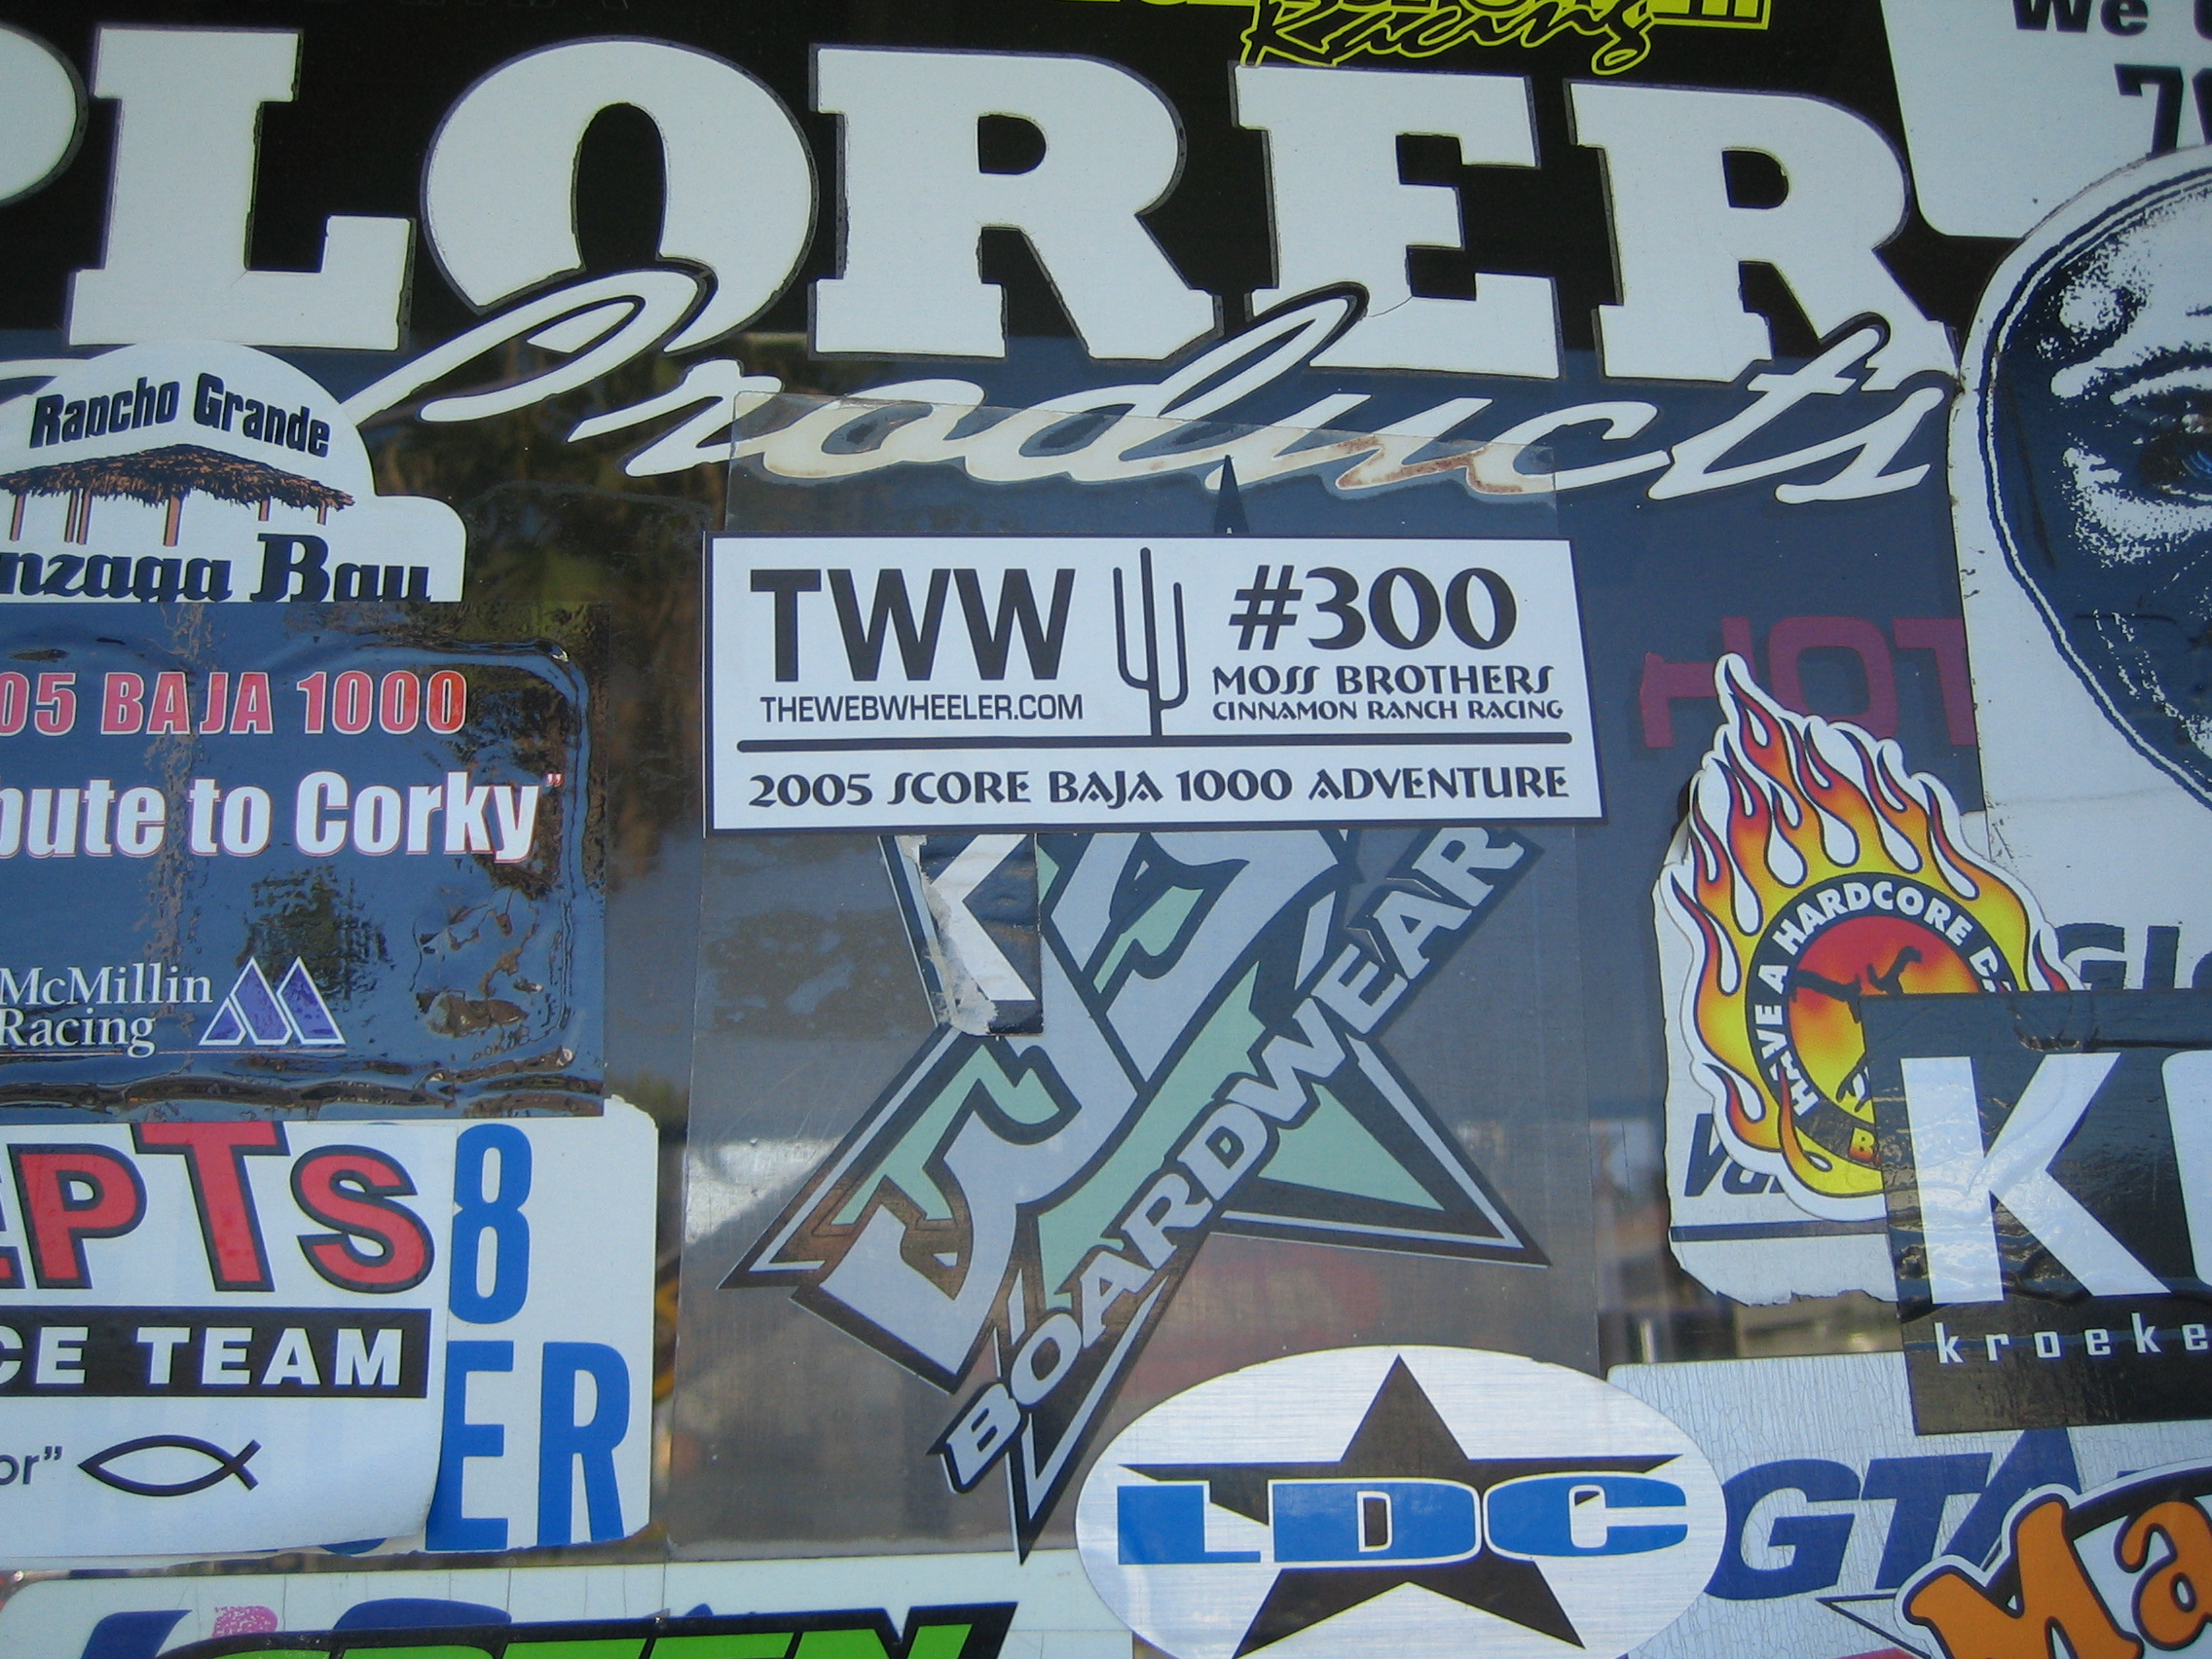 Racing
We
PLORER
Products
Rancho Grande
nzaga Bay
TWW
THEWEBWHEELER.COM
#300
MOSS BROTHERS
CINNAMON RANCH RACING
2005 SCORE BAJA 1000 ADVENTURE
05 BAJA 1000
bute to Corky"
McMillin
Racing
HOT
HAVE A HARDCORE D
BOARDWEAR
K
kroeke
EPTS
CE TEAM
or"
8
ER
LDC
GT
Ma
GREEN